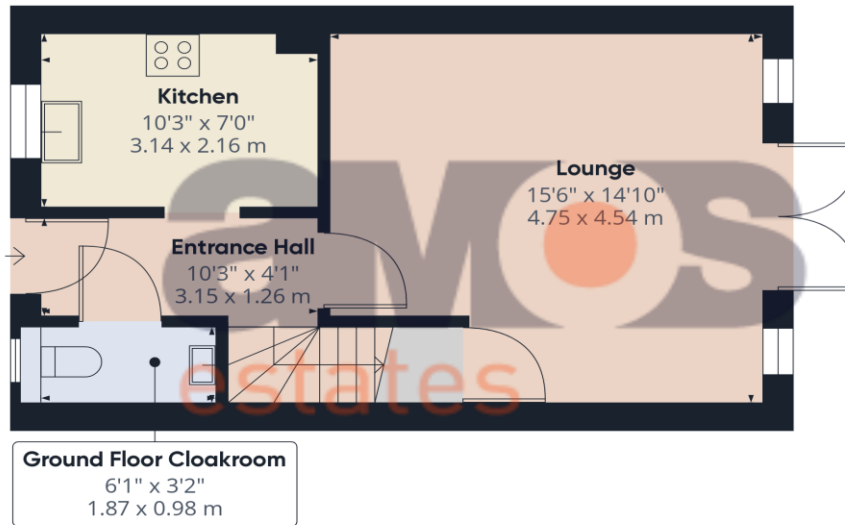 Kitchen
10'3" x 7'0"
3.14 x 2.16 m
Lounge
15'6" x 14'10"
4.75 x 4.54 m
Entrance Hall
10'3" x 4'1"
3.15 x 1.26 m
amos
estates
Ground Floor Cloakroom
6'1" x 3'2"
1.87 x 0.98 m